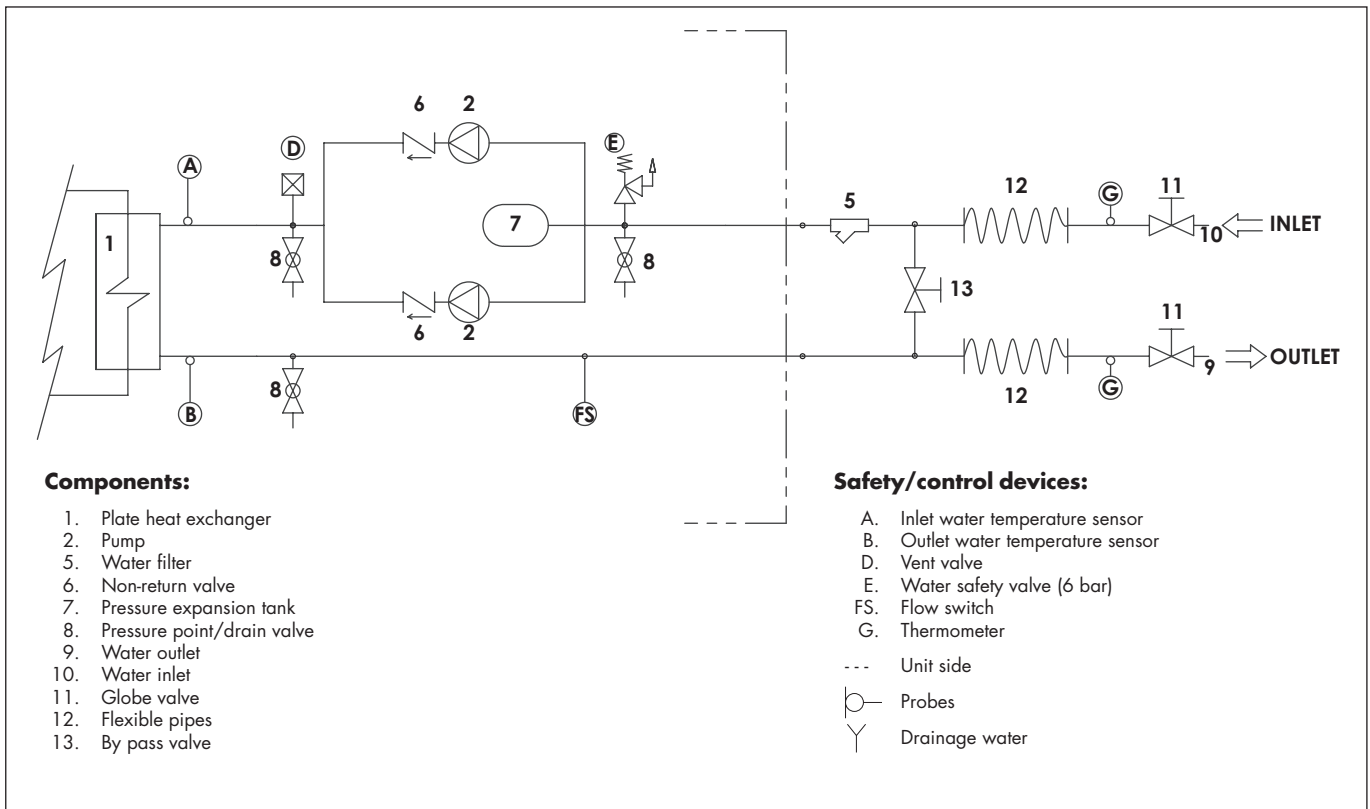 6 2
E
D
A
12
G
11
5
1
7
10
INLET
8
8
13
6
2
11
9
OUTLET
8
12
G
B
FS
Components:
1. Plate heat exchanger
2. Pump
5. Water filter
6. Non-return valve
7. Pressure expansion tank
8. Pressure point/drain valve
9. Water outlet
10. Water inlet
11. Globe valve
12. Flexible pipes
13. By pass valve
Safety/control devices:
A. Inlet water temperature sensor
B. Outlet water temperature sensor
D. Vent valve
E. Water safety valve (6 bar)
FS. Flow switch
G. Thermometer
--- Unit side
Probes
Drainage water